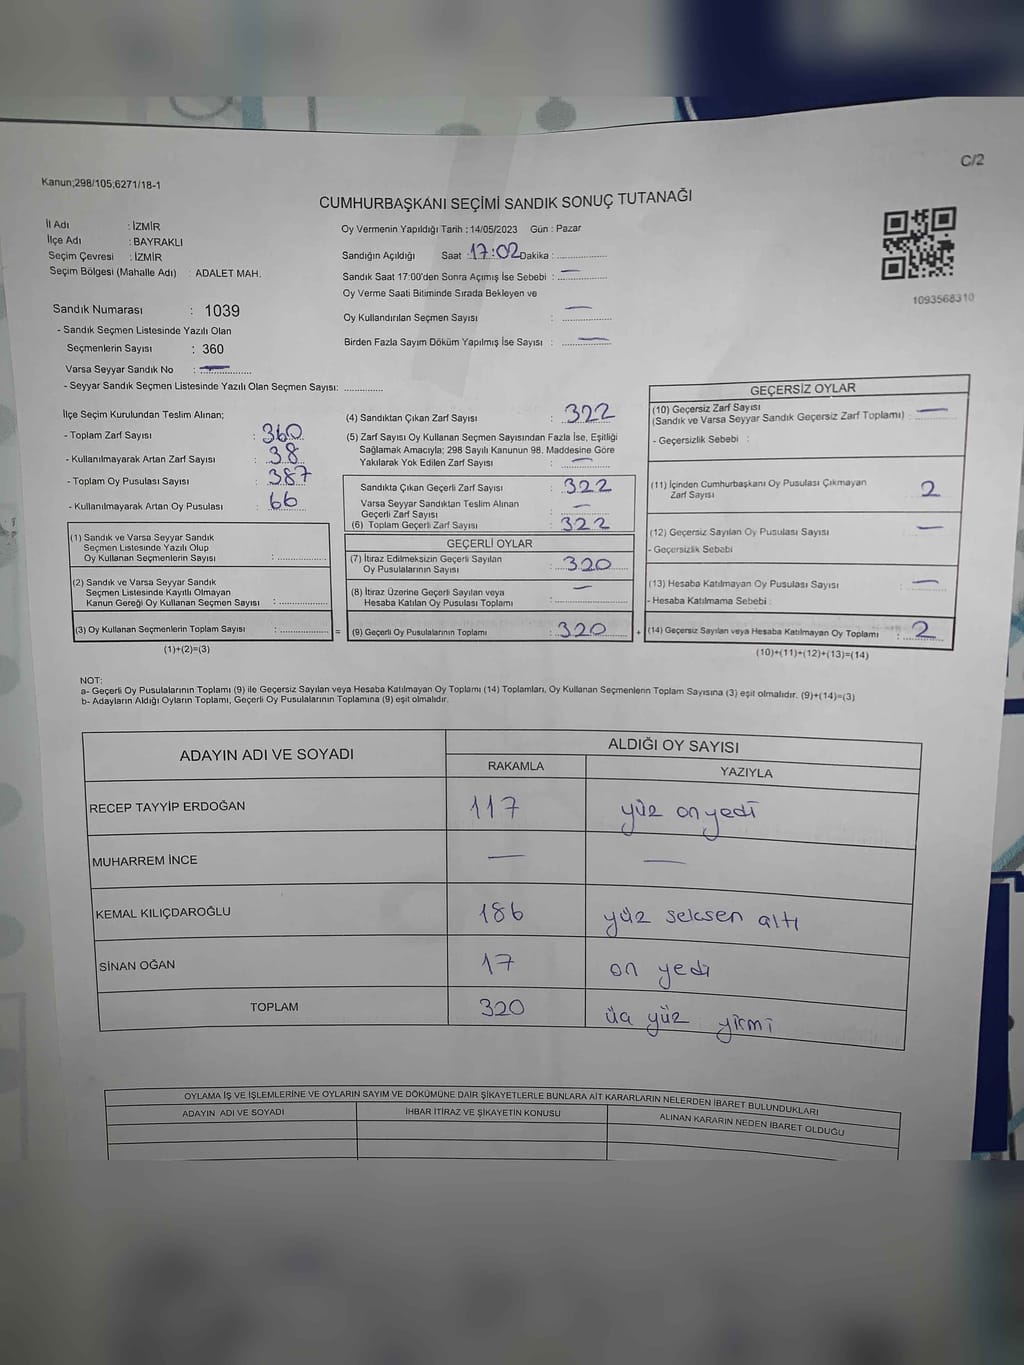 C/2
Kanun;298/105;6271/18-1
CUMHURBAŞKANI SEÇİMİ SANDIK SONUÇ TUTANAĞI
İl Adı : İZMİR
İlçe Adı : BAYRAKLI
Seçim Çevresi : İZMİR
Seçim Bölgesi (Mahalle Adı) : ADALET MAH.
Oy Vermenin Yapıldığı Tarih : 14/05/2023 Gün : Pazar
Sandığın Açıldığı Saat : 17:02 Dakika : ..............
Sandık Saat 17:00'den Sonra Açımış İse Sebebi : —
Oy Verme Saati Bitiminde Sırada Bekleyen ve
Oy Kullandırılan Seçmen Sayısı : —
Birden Fazla Sayım Döküm Yapılmış İse Sayısı : —
1093568310
Sandık Numarası : 1039
- Sandık Seçmen Listesinde Yazılı Olan
Seçmenlerin Sayısı : 360
Varsa Seyyar Sandık No : —
- Seyyar Sandık Seçmen Listesinde Yazılı Olan Seçmen Sayısı: ............
İlçe Seçim Kurulundan Teslim Alınan;
- Toplam Zarf Sayısı : 360
- Kullanılmayarak Artan Zarf Sayısı : 38
- Toplam Oy Pusulası Sayısı : 387
- Kullanılmayarak Artan Oy Pusulası : 66
(1) Sandık ve Varsa Seyyar Sandık
Seçmen Listesinde Yazılı Olup
Oy Kullanan Seçmenlerin Sayısı : ............
(2) Sandık ve Varsa Seyyar Sandık
Seçmen Listesinde Kayıtlı Olmayan
Kanun Gereği Oy Kullanan Seçmen Sayısı : ............
(3) Oy Kullanan Seçmenlerin Toplam Sayısı : ............
(1)+(2)=(3)
(4) Sandıktan Çıkan Zarf Sayısı : 322
(5) Zarf Sayısı Oy Kullanan Seçmen Sayısından Fazla İse, Eşitliği
Sağlamak Amacıyla; 298 Sayılı Kanunun 98. Maddesine Göre
Yakılarak Yok Edilen Zarf Sayısı : —
Sandıkta Çıkan Geçerli Zarf Sayısı : 322
Varsa Seyyar Sandıktan Teslim Alınan
Geçerli Zarf Sayısı : —
(6) Toplam Geçerli Zarf Sayısı : 322
GEÇERLİ OYLAR
(7) İtiraz Edilmeksizin Geçerli Sayılan
Oy Pusulalarının Sayısı : 320
(8) İtiraz Üzerine Geçerli Sayılan veya
Hesaba Katılan Oy Pusulası Toplamı : —
= (9) Geçerli Oy Pusulalarının Toplamı : 320 +
GEÇERSİZ OYLAR
(10) Geçersiz Zarf Sayısı
(Sandık ve Varsa Seyyar Sandık Geçersiz Zarf Toplamı) : —
- Geçersizlik Sebebi :
(11) İçinden Cumhurbaşkanı Oy Pusulası Çıkmayan
Zarf Sayısı 2
(12) Geçersiz Sayılan Oy Pusulası Sayısı —
- Geçersizlik Sebebi
(13) Hesaba Katılmayan Oy Pusulası Sayısı : —
- Hesaba Katılmama Sebebi :
(14) Geçersiz Sayılan veya Hesaba Katılmayan Oy Toplamı : 2
(10)+(11)+(12)+(13)=(14)
NOT:
a- Geçerli Oy Pusulalarının Toplamı (9) ile Geçersiz Sayılan veya Hesaba Katılmayan Oy Toplamı (14) Toplamları, Oy Kullanan Seçmenlerin Toplam Sayısına (3) eşit olmalıdır. (9)+(14)=(3)
b- Adayların Aldığı Oyların Toplamı, Geçerli Oy Pusulalarının Toplamına (9) eşit olmalıdır.
ADAYIN ADI VE SOYADI ALDIĞI OY SAYISI
RAKAMLA YAZIYLA
RECEP TAYYİP ERDOĞAN 117 yüz on yedi
MUHARREM İNCE — —
KEMAL KILIÇDAROĞLU 186 yüz seksen altı
SİNAN OĞAN 17 on yedi
TOPLAM 320 üç yüz yirmi
OYLAMA İŞ VE İŞLEMLERİNE VE OYLARIN SAYIM VE DÖKÜMÜNE DAİR ŞİKAYETLERLE BUNLARA AİT KARARLARIN NELERDEN İBARET BULUNDUKLARI
ADAYIN ADI VE SOYADI İHBAR İTİRAZ VE ŞİKAYETİN KONUSU ALINAN KARARIN NEDEN İBARET OLDUĞU